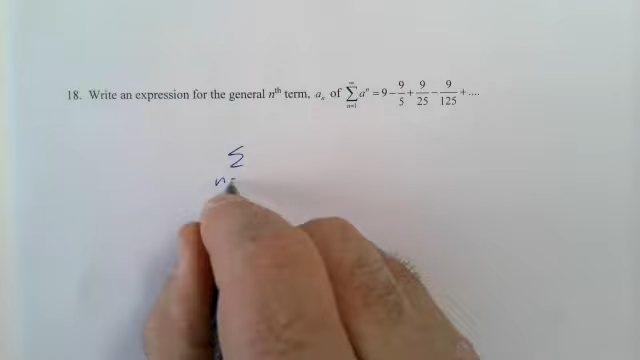 18. Write an expression for the general nth term, aₙ of ∑_{n=1}^{∞} aⁿ = 9 - 9/5 + 9/25 - 9/125 + ....
∑
n=